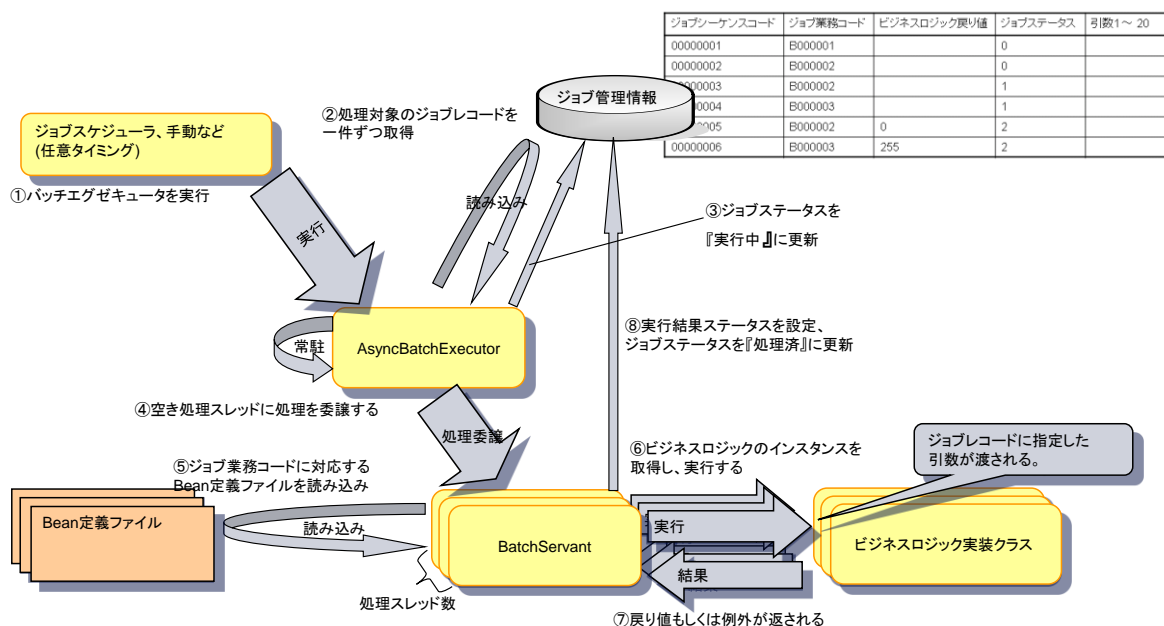 ジョブシーケンスコード ジョブ業務コード ビジネスロジック戻り値 ジョブステータス 引数1～ 20
00000001 B000001 0
00000002 B000002 0
0000003 B000002 1
0004 B000003 1
005 B000002 0 2
00000006 B000003 255 2
ジョブ管理情報
②処理対象のジョブレコードを
一件ずつ取得
ジョブスケジューラ、手動など
(任意タイミング)
①バッチエグゼキュータを実行
実行
読み込み
③ジョブステータスを
『実行中』に更新
常駐
AsyncBatchExecutor
⑧実行結果ステータスを設定、
ジョブステータスを『処理済』に更新
④空き処理スレッドに処理を委譲する
処理委譲
⑥ビジネスロジックのインスタンスを
取得し、実行する
ジョブレコードに指定した
引数が渡される。
⑤ジョブ業務コードに対応する
Bean定義ファイルを読み込み
Bean定義ファイル
読み込み
BatchServant
実行
結果
ビジネスロジック実装クラス
処理スレッド数
⑦戻り値もしくは例外が返される